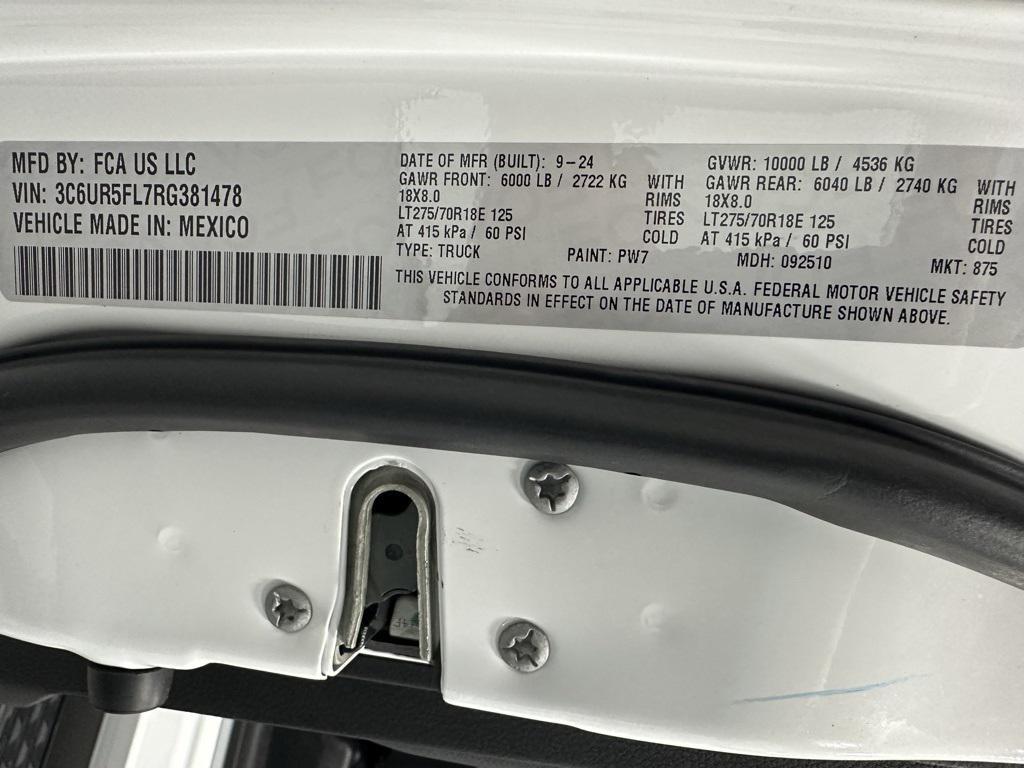 MFD BY: FCA US LLC
VIN: 3C6UR5FL7RG381478
VEHICLE MADE IN: MEXICO
DATE OF MFR (BUILT): 9-24
GAWR FRONT: 6000 LB / 2722 KG WITH
18X8.0 RIMS
LT275/70R18E 125 TIRES
AT 415 kPa / 60 PSI COLD
TYPE: TRUCK
PAINT: PW7
GVWR: 10000 LB / 4536 KG
GAWR REAR: 6040 LB / 2740 KG WITH
18X8.0 RIMS
LT275/70R18E 125 TIRES
AT 415 kPa / 60 PSI COLD
MDH: 092510 MKT: 875
THIS VEHICLE CONFORMS TO ALL APPLICABLE U.S.A. FEDERAL MOTOR VEHICLE SAFETY
STANDARDS IN EFFECT ON THE DATE OF MANUFACTURE SHOWN ABOVE.